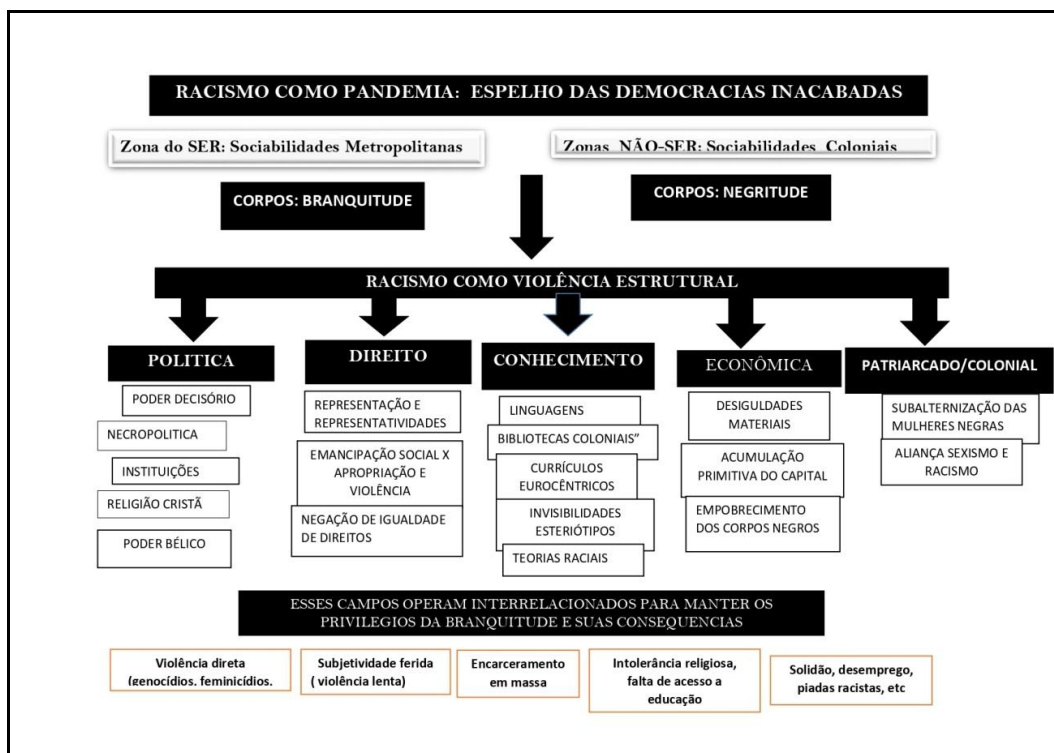 RACISMO COMO PANDEMIA: ESPELHO DAS DEMOCRACIAS INACABADAS
Zona do SER: Sociabilidades Metropolitanas
Zonas NÃO-SER: Sociabilidades Coloniais
CORPOS: BRANQUITUDE
CORPOS: NEGRITUDE
RACISMO COMO VIOLÊNCIA ESTRUTURAL
POLITICA
PODER DECISÓRIO
NECROPOLITICA
INSTITUIÇÕES
RELIGIÃO CRISTÃ
PODER BÉLICO
DIREITO
REPRESENTAÇÃO E
REPRESENTATIVIDADES
EMANCIPAÇÃO SOCIAL X
APROPRIAÇÃO E
VIOLÊNCIA
NEGAÇÃO DE IGUALDADE
DE DIREITOS
CONHECIMENTO
LINGUAGENS
BIBLIOTECAS COLONIAIS”
CURRÍCULOS
EUROCÊNTRICOS
INVISIBILIDADES
ESTERIÓTIPOS
TEORIAS RACIAIS
ECONÔMICA
DESIGULDADES
MATERIAIS
ACUMULAÇÃO
PRIMITIVA DO CAPITAL
EMPOBRECIMENTO
DOS CORPOS NEGROS
PATRIARCADO/COLONIAL
SUBALTERNIZAÇÃO DAS
MULHERES NEGRAS
ALIANÇA SEXISMO E
RACISMO
ESSES CAMPOS OPERAM INTERRELACIONADOS PARA MANTER OS
PRIVILEGIOS DA BRANQUITUDE E SUAS CONSEQUENCIAS
Violência direta
(genocídios, feminicídios,
Subjetividade ferida
( violência lenta)
Encarceramento
em massa
Intolerância religiosa,
falta de acesso a
educação
Solidão, desemprego,
piadas racistas, etc